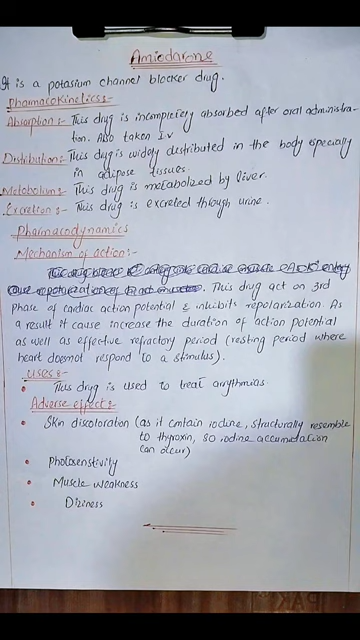 Amiodarone
It is a potasium channel blocker drug.
Pharmacokinetics:-
Absorption:- This drug is incompletely absorbed after oral administra-
tion. Also taken I.v
Distribution:- This drug is widely distributed in the body especially
in adipose tissues.
Metabolism:- This drug is metabolized by liver.
Excretion:- This drug is excreted through urine.
Pharmacodynamics
Mechanism of action:-
This drug act on 3rd
phase of cardiac action potential & inhibits repolarization. As
a result it cause increase the duration of action potential
as well as effective refractory period (resting period where
heart doesnot respond to a stimulus).
Uses:-
• This drug is used to treat arrythmias.
Adverse effect:-
• Skin discoloration (as it contain iodine, structurally resemble
to thyroxin, so iodine accumulation
can occur)
• Photosenstivity
• Muscle weakness
• Diziness